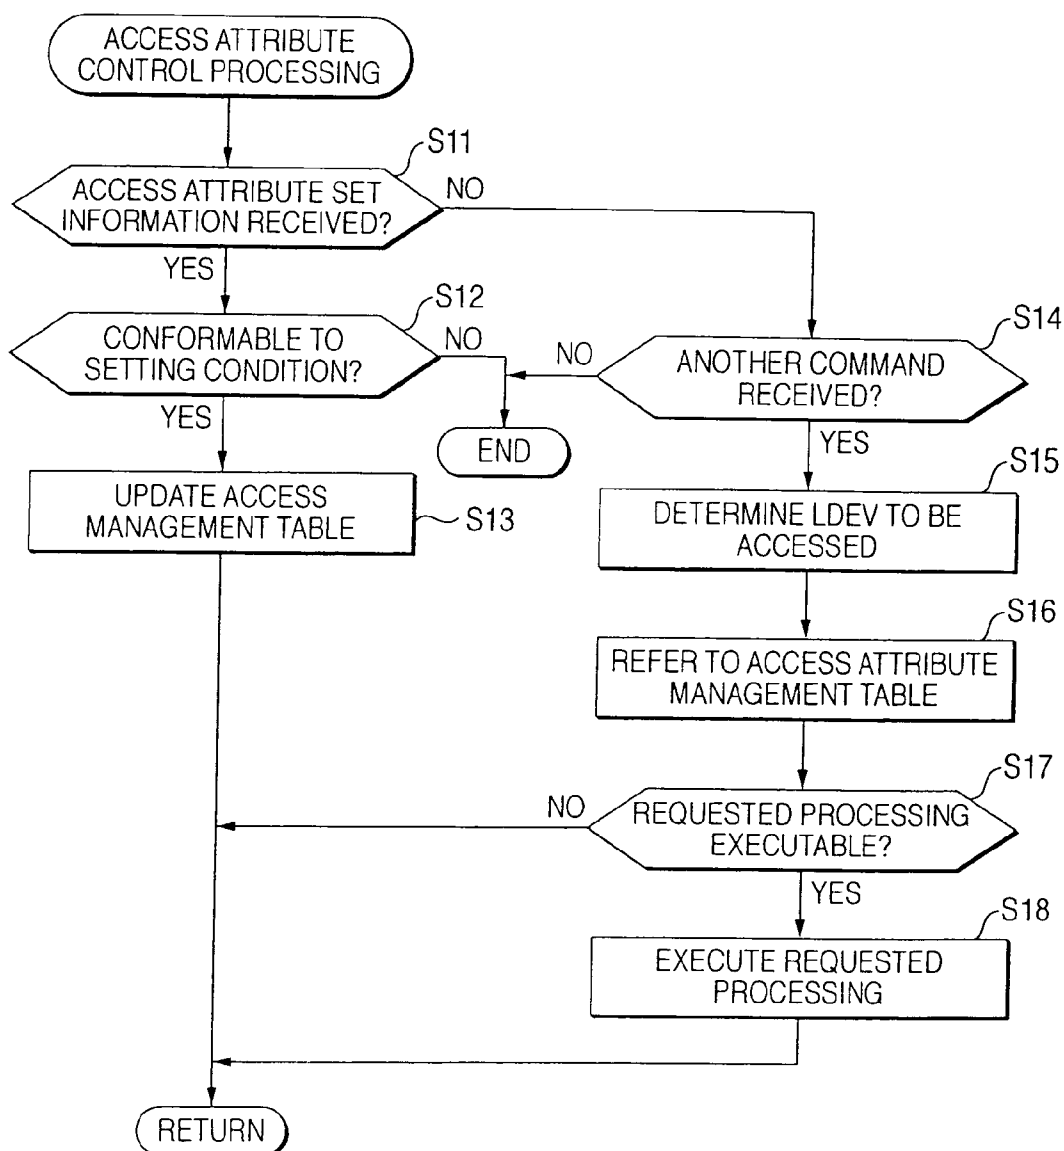 ACCESS ATTRIBUTE
CONTROL PROCESSING
S11
ACCESS ATTRIBUTE SET
INFORMATION RECEIVED?
NO
YES
S12
CONFORMABLE TO
SETTING CONDITION?
NO
YES
S14
NO
ANOTHER COMMAND
RECEIVED?
YES
END
UPDATE ACCESS
MANAGEMENT TABLE
S13
S15
DETERMINE LDEV TO BE
ACCESSED
S16
REFER TO ACCESS ATTRIBUTE
MANAGEMENT TABLE
S17
NO
REQUESTED PROCESSING
EXECUTABLE?
YES
S18
EXECUTE REQUESTED
PROCESSING
RETURN